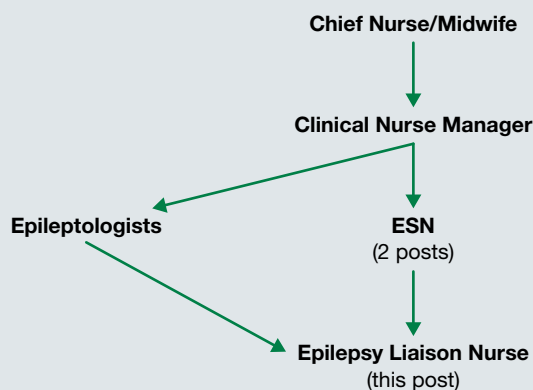 Chief Nurse/Midwife
Clinical Nurse Manager
Epileptologists
ESN
(2 posts)
Epilepsy Liaison Nurse
(this post)